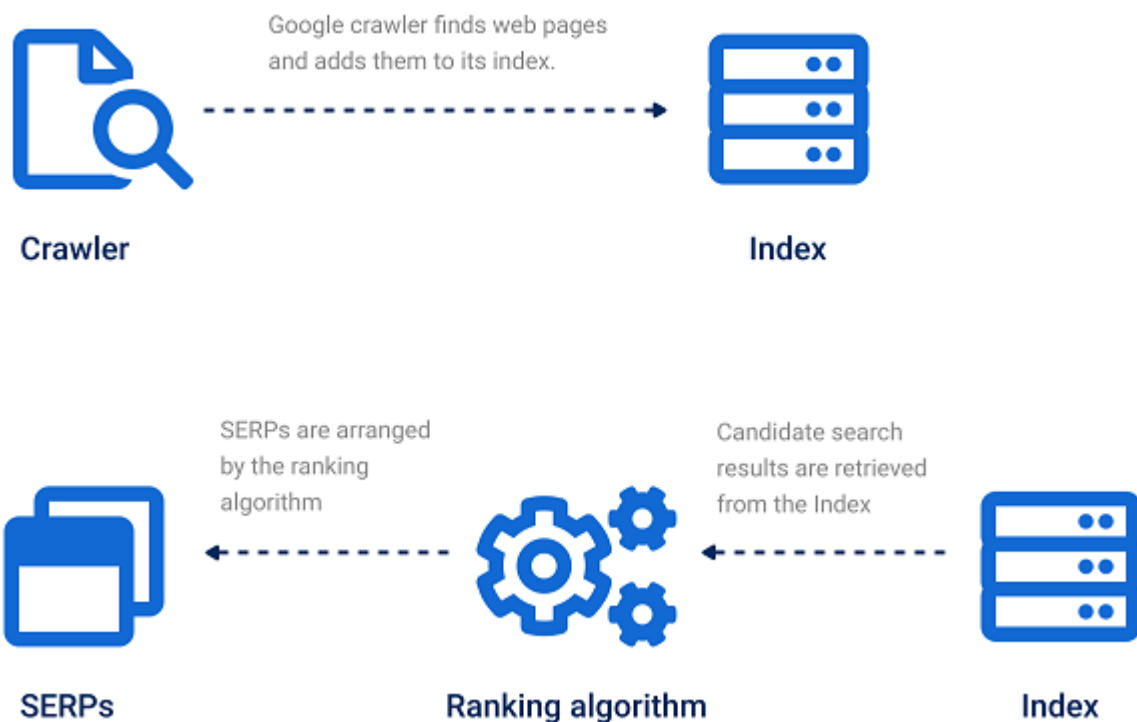 Google crawler finds web pages
and adds them to its index.
Crawler
Index
SERPs are arranged
by the ranking
algorithm
Candidate search
results are retrieved
from the Index
SERPs
Ranking algorithm
Index